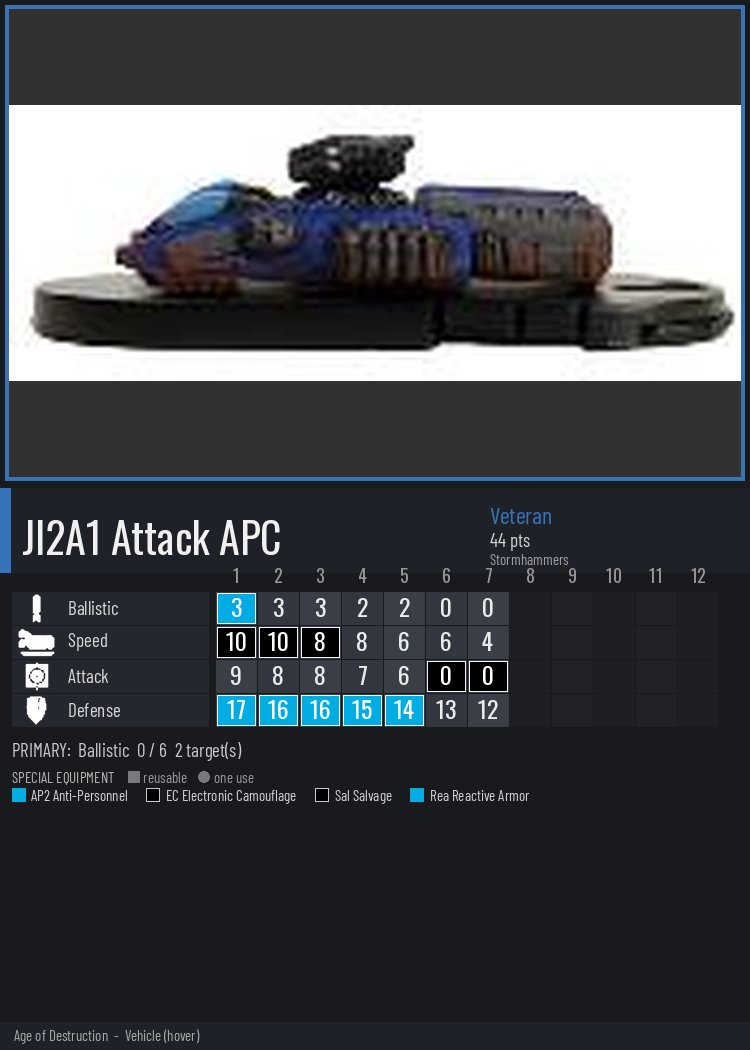 JI2A1 Attack APC
Veteran
44 pts
Stormhammers
1 2 3 4 5 6 7 8 9 10 11 12
Ballistic 3 3 3 2 2 0 0
Speed 10 10 8 8 6 6 4
Attack 9 8 8 7 6 0 0
Defense 17 16 16 15 14 13 12
PRIMARY: Ballistic 0 / 6 2 target(s)
SPECIAL EQUIPMENT reusable one use
AP2 Anti-Personnel EC Electronic Camouflage Sal Salvage Rea Reactive Armor
Age of Destruction - Vehicle (hover)